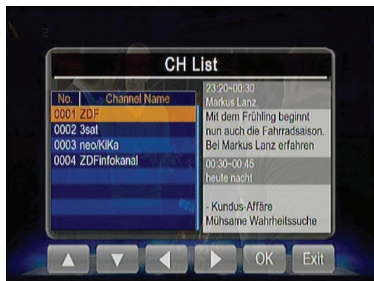 CH List
No. Channel Name
0001 ZDF
0002 3sat
0003 neo/KiKa
0004 ZDFinfokanal
23:20~00:30
Markus Lanz
Mit dem Frühling beginnt
nun auch die Fahrradsaison.
Bei Markus Lanz erfahren
00:30~00:45
heute nacht
- Kundus-Affäre
Mühsame Wahrheitssuche
OK Exit